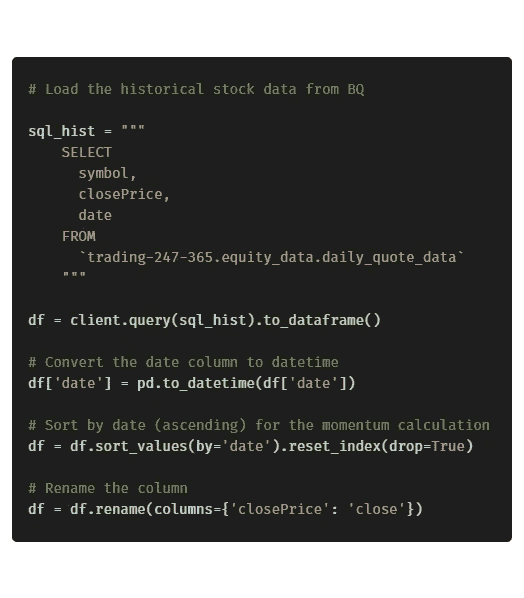 # Load the historical stock data from BQ
sql_hist = """
    SELECT
      symbol,
      closePrice,
      date
    FROM
      `trading-247-365.equity_data.daily_quote_data`
    """
df = client.query(sql_hist).to_dataframe()
# Convert the date column to datetime
df['date'] = pd.to_datetime(df['date'])
# Sort by date (ascending) for the momentum calculation
df = df.sort_values(by='date').reset_index(drop=True)
# Rename the column
df = df.rename(columns={'closePrice': 'close'})